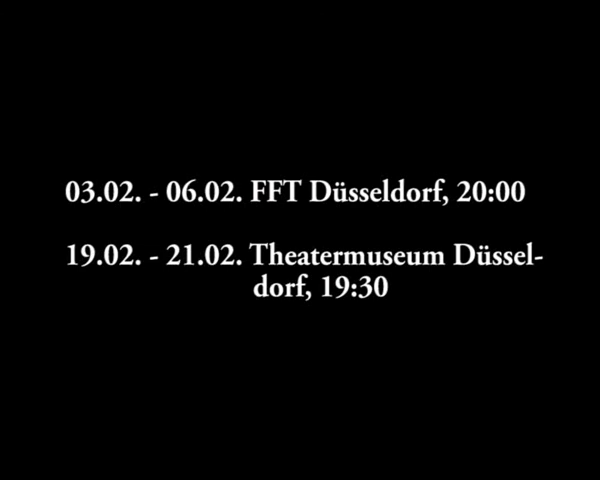 03.02. - 06.02. FFT Düsseldorf, 20:00
19.02. - 21.02. Theatermuseum Düssel-
dorf, 19:30